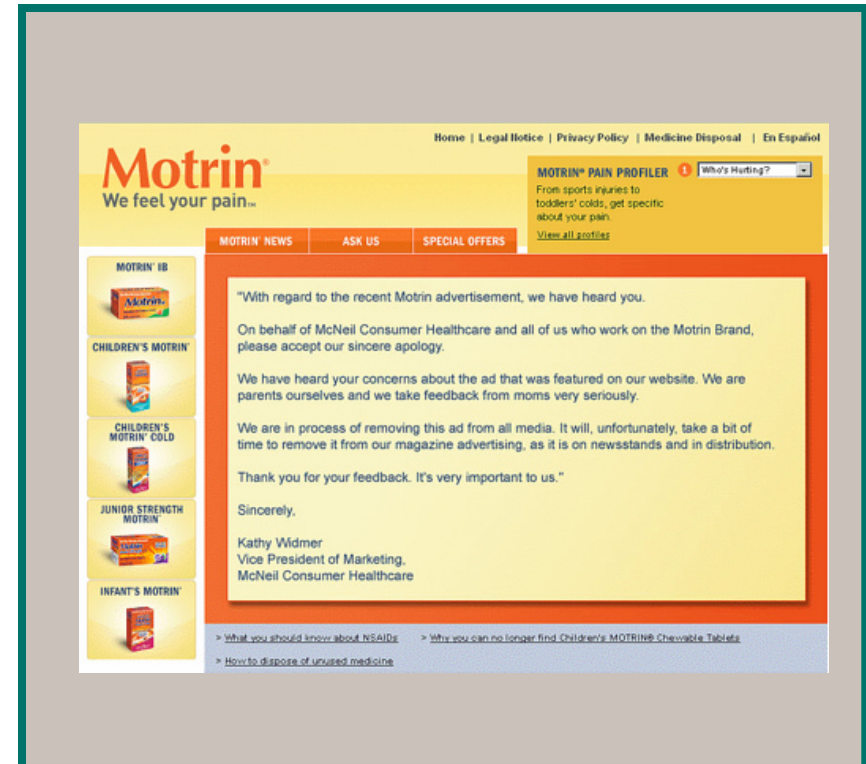 Home | Legal Notice | Privacy Policy | Medicine Disposal | En Español
Motrin®
We feel your pain™
MOTRIN® PAIN PROFILER 1 Who's Hurting?
From sports injuries to
toddlers' colds, get specific
about your pain.
View all profiles
MOTRIN® NEWS ASK US SPECIAL OFFERS
MOTRIN® IB
Motrin
CHILDREN'S MOTRIN®
CHILDREN'S
MOTRIN® COLD
JUNIOR STRENGTH
MOTRIN®
INFANT'S MOTRIN®
"With regard to the recent Motrin advertisement, we have heard you.
On behalf of McNeil Consumer Healthcare and all of us who work on the Motrin Brand,
please accept our sincere apology.
We have heard your concerns about the ad that was featured on our website. We are
parents ourselves and we take feedback from moms very seriously.
We are in process of removing this ad from all media. It will, unfortunately, take a bit of
time to remove it from our magazine advertising, as it is on newsstands and in distribution.
Thank you for your feedback. It's very important to us."
Sincerely,
Kathy Widmer
Vice President of Marketing,
McNeil Consumer Healthcare
> What you should know about NSAIDs > Why you can no longer find Children's MOTRIN® Chewable Tablets
> How to dispose of unused medicine